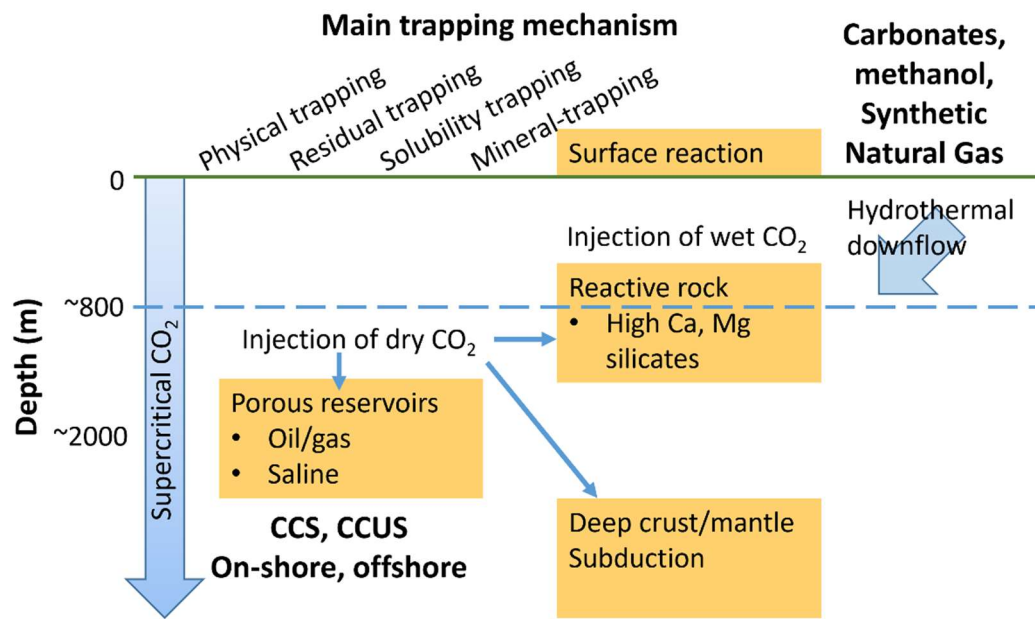 Main trapping mechanism
Physical trapping
Residual trapping
Solubility trapping
Mineral-trapping
Surface reaction
Carbonates,
methanol,
Synthetic
Natural Gas
0
Hydrothermal
downflow
Injection of wet CO₂
Reactive rock
• High Ca, Mg
silicates
~800
Injection of dry CO₂
Depth (m)
Supercritical CO₂
Porous reservoirs
• Oil/gas
• Saline
~2000
CCS, CCUS
On-shore, offshore
Deep crust/mantle
Subduction